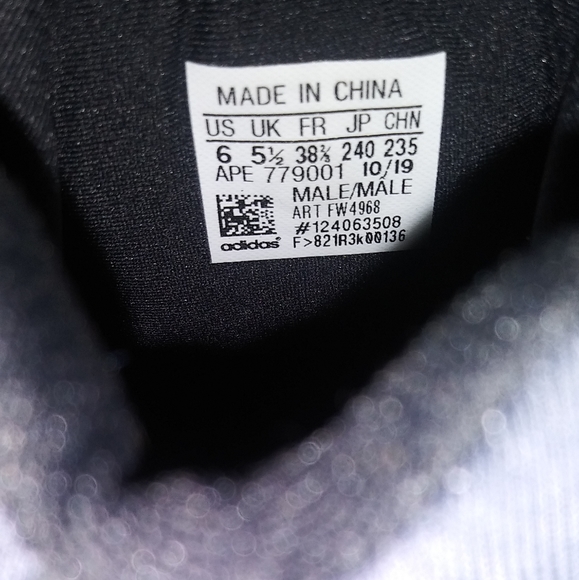 MADE IN CHINA
US UK FR JP CHN
6 5½ 38⅔ 240 235
APE 779001 10/19
MALE/MÂLE
ART FW4968
#124063508
adidas F>821R3k00136